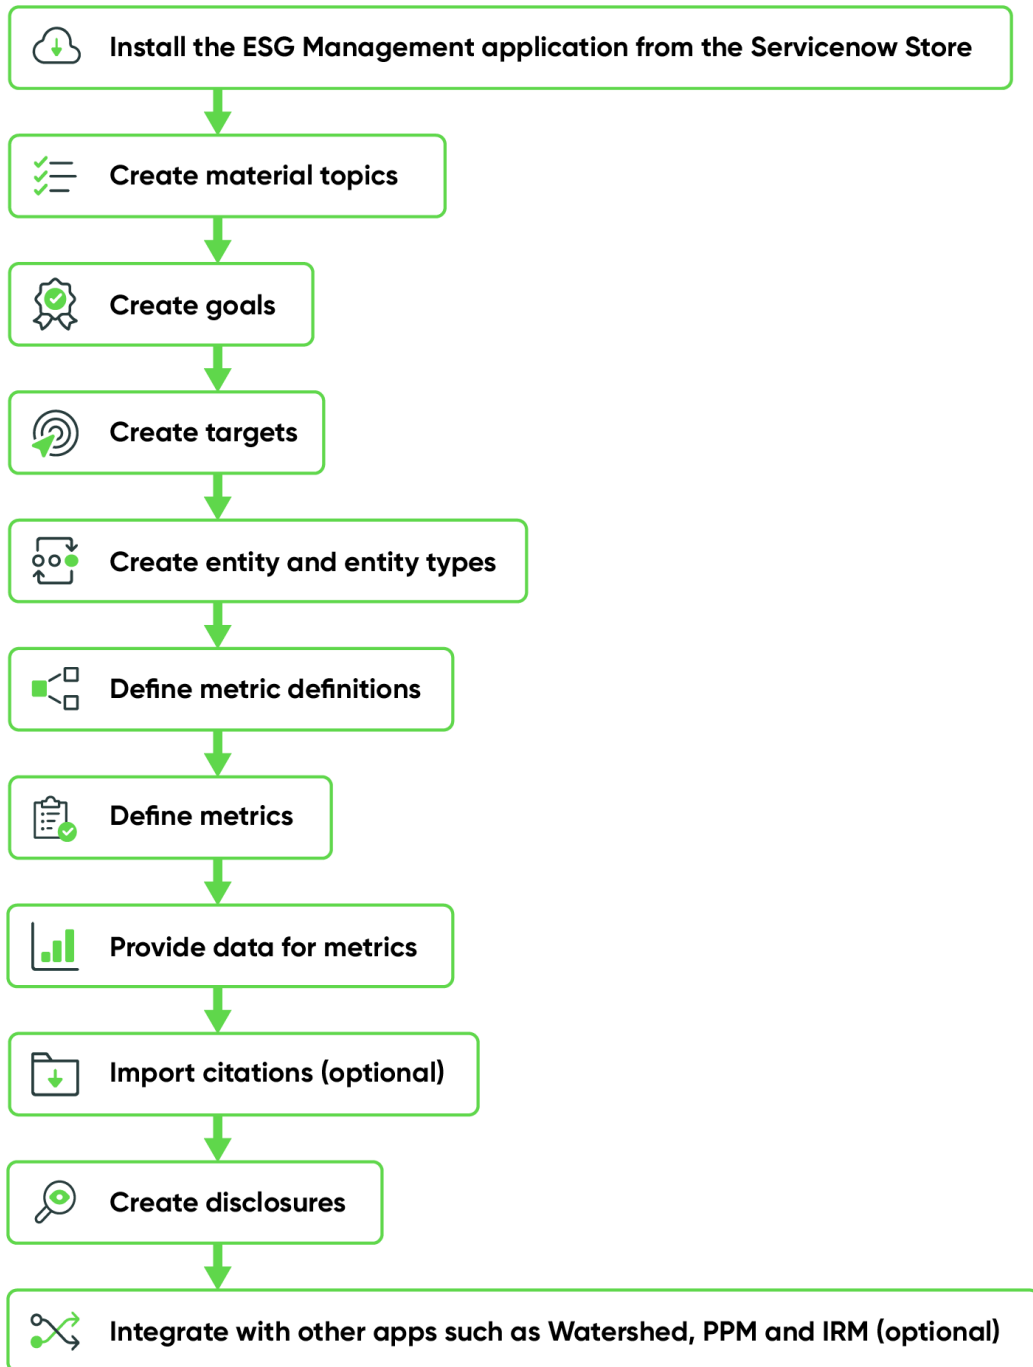 Install the ESG Management application from the Servicenow Store
Create material topics
Create goals
Create targets
Create entity and entity types
Define metric definitions
Define metrics
Provide data for metrics
Import citations (optional)
Create disclosures
Integrate with other apps such as Watershed, PPM and IRM (optional)